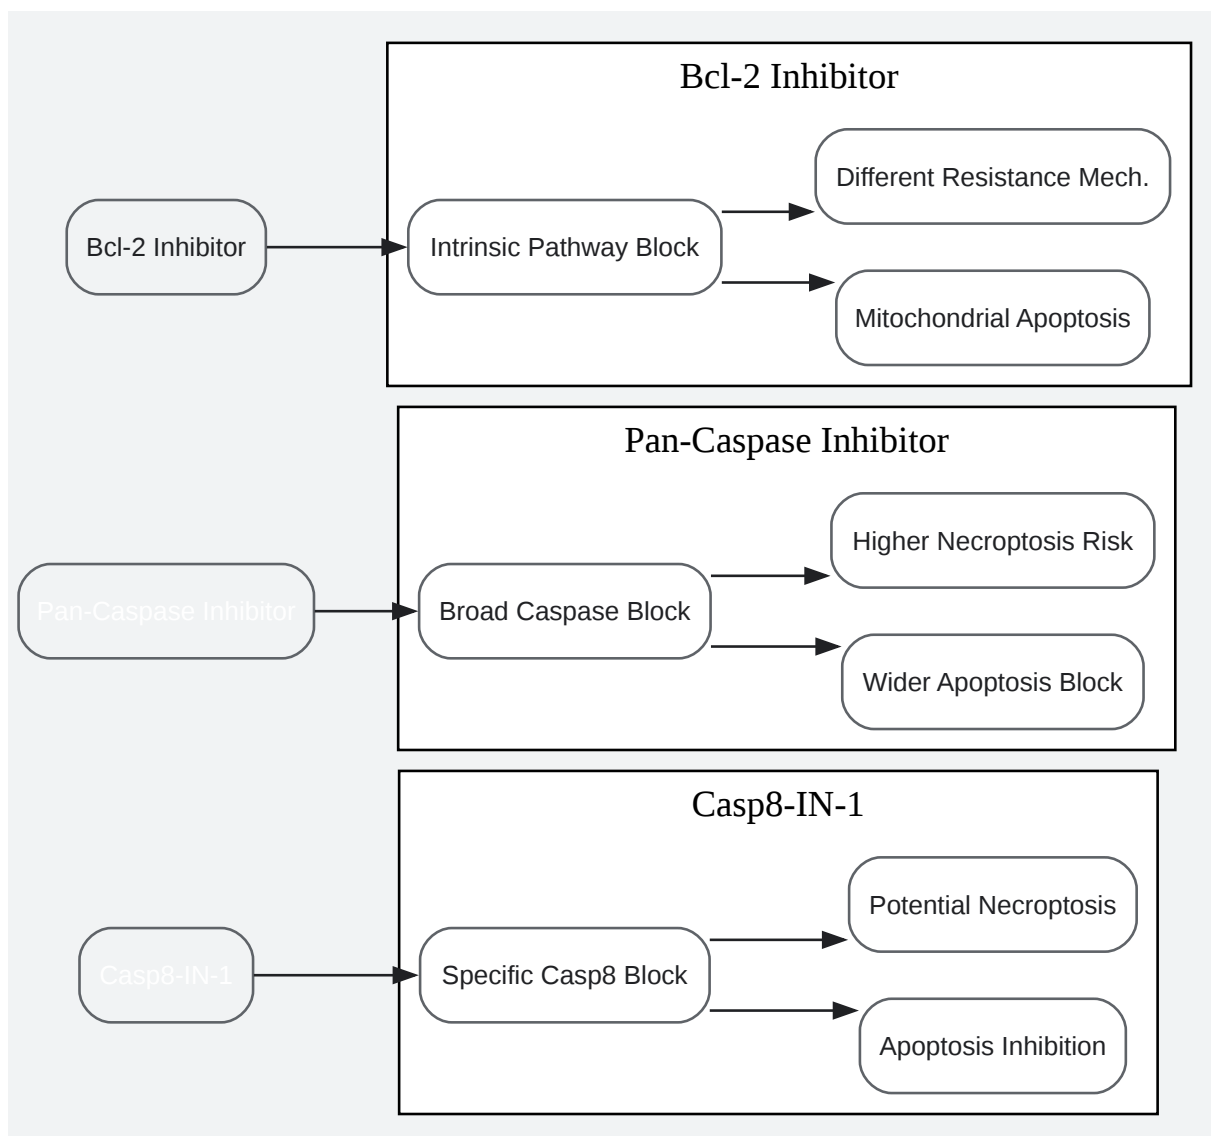 Bcl-2 Inhibitor
Different Resistance Mech.
Bcl-2 Inhibitor
Intrinsic Pathway Block
Mitochondrial Apoptosis
Pan-Caspase Inhibitor
Higher Necroptosis Risk
Pan-Caspase Inhibitor
Broad Caspase Block
Wider Apoptosis Block
Casp8-IN-1
Potential Necroptosis
Casp8-IN-1
Specific Casp8 Block
Apoptosis Inhibition